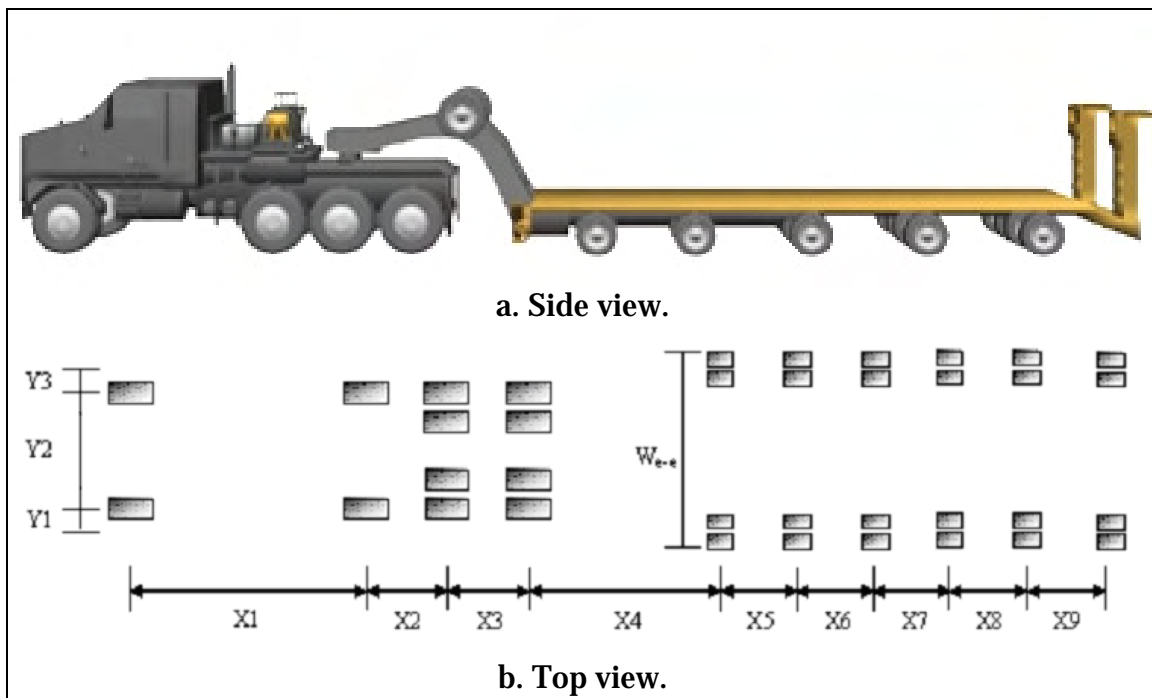 a. Side view.
Y3
Y2
Y1
We-e
X1 X2 X3 X4 X5 X6 X7 X8 X9
b. Top view.